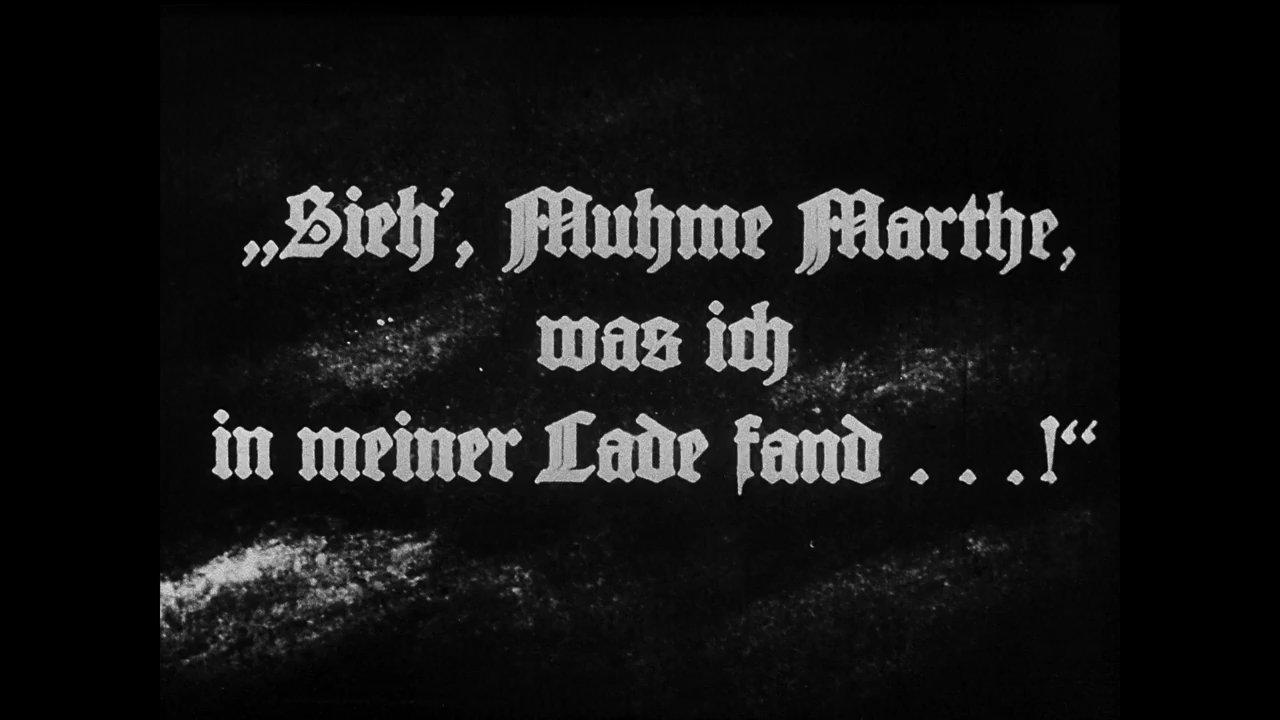 „Sieh’, Muhme Marthe,
was ich
in meiner Lade fand . . .!“